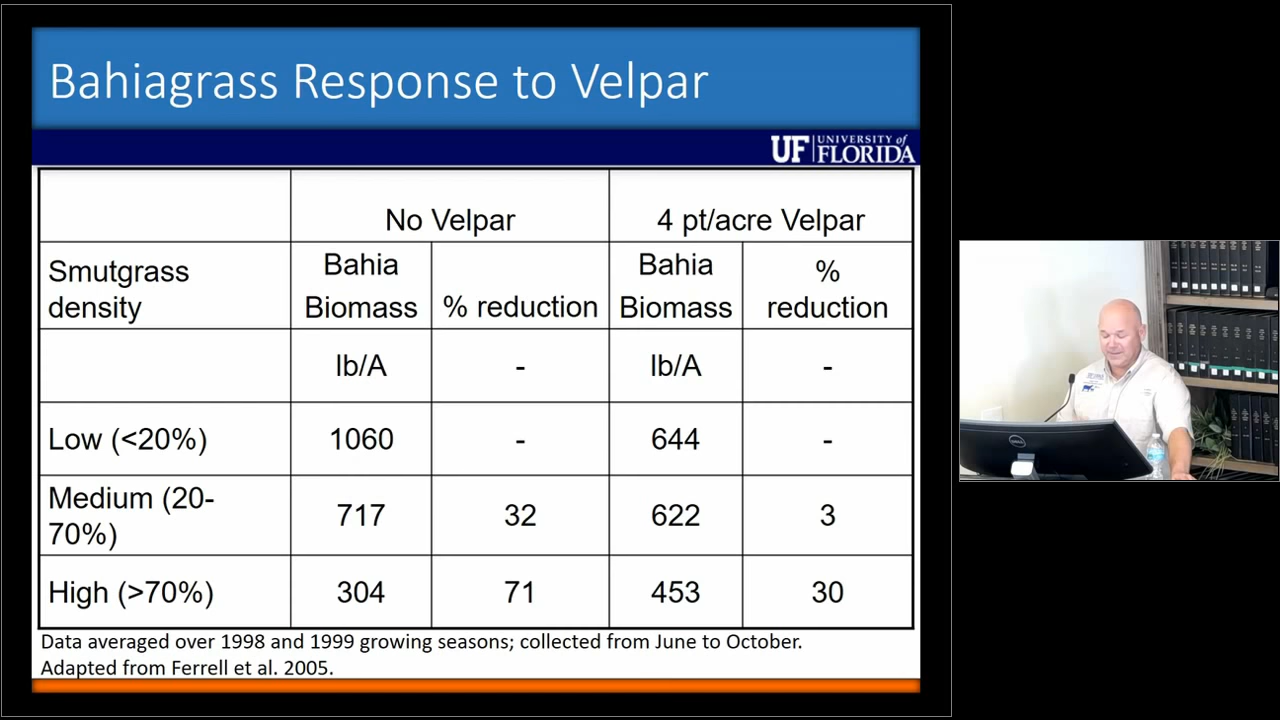 Bahiagrass Response to Velpar
UF UNIVERSITY of
FLORIDA
No Velpar 4 pt/acre Velpar
Smutgrass density Bahia Biomass % reduction Bahia Biomass % reduction
lb/A - lb/A -
Low (<20%) 1060 - 644 -
Medium (20-70%) 717 32 622 3
High (>70%) 304 71 453 30
Data averaged over 1998 and 1999 growing seasons; collected from June to October.
Adapted from Ferrell et al. 2005.
DELL